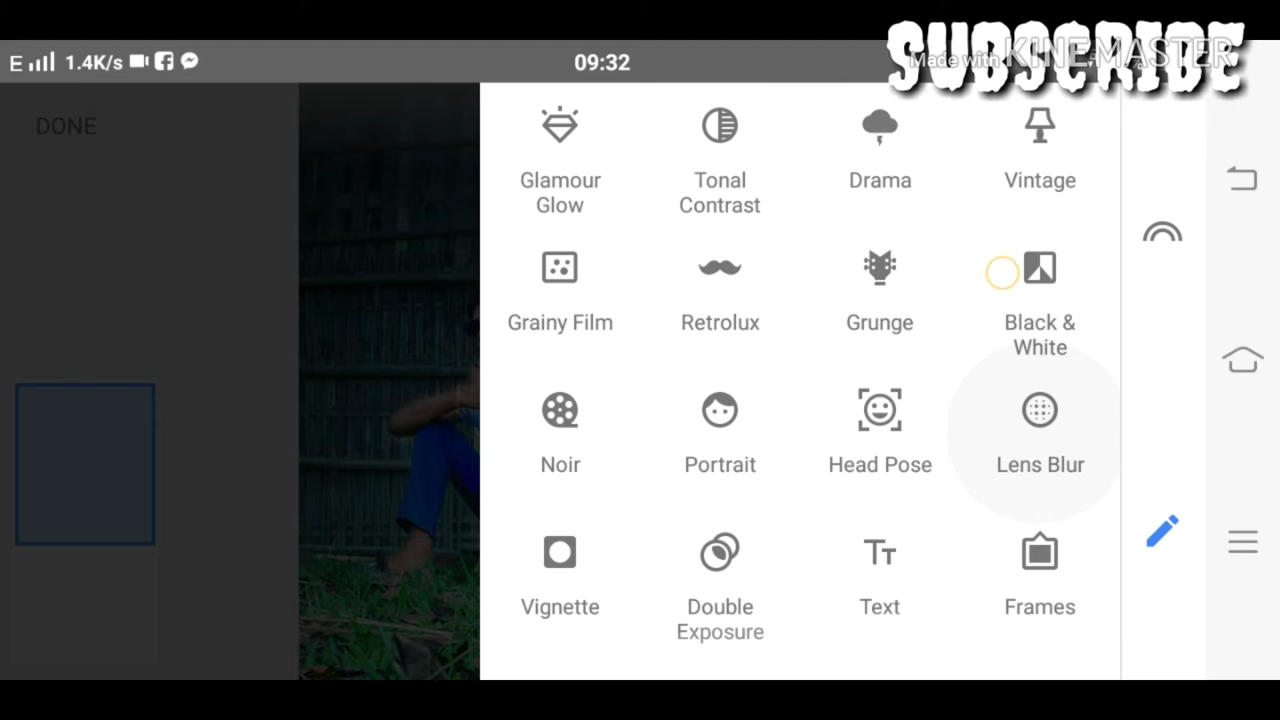 SUBSCRIBE
Made with KINEMASTER
E 1.4K/s 09:32
DONE
Glamour Glow
Tonal Contrast
Drama
Vintage
Grainy Film
Retrolux
Grunge
Black & White
Noir
Portrait
Head Pose
Lens Blur
Vignette
Double Exposure
Text
Frames